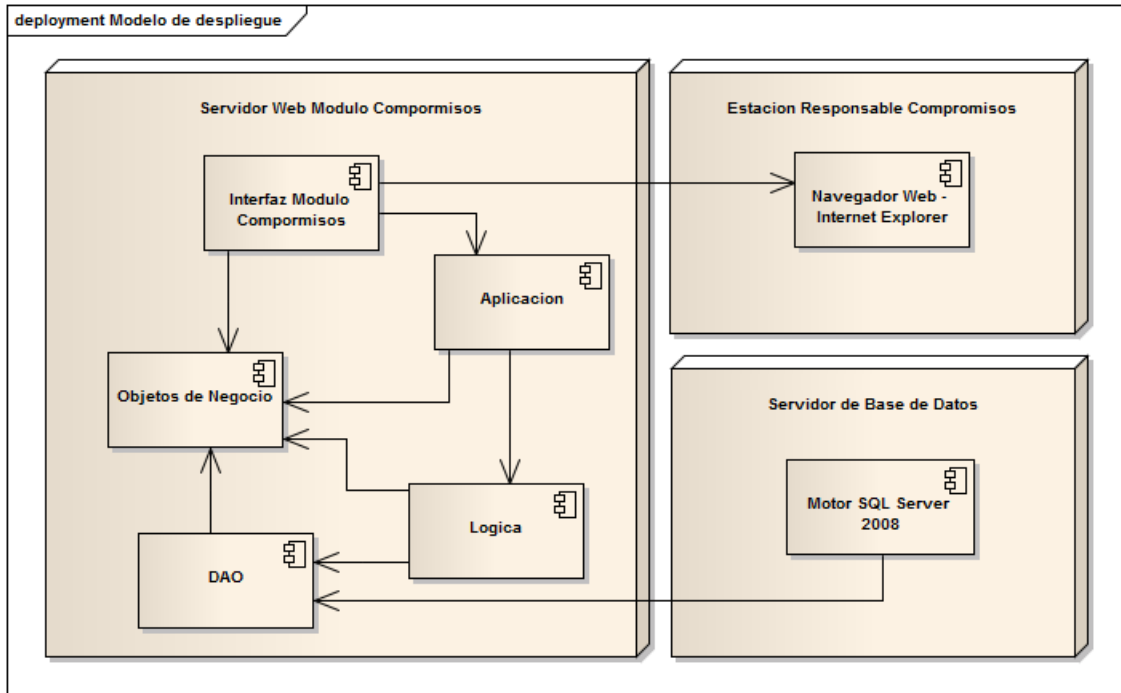 deployment Modelo de despliegue
Servidor Web Modulo Compormisos
Estacion Responsable Compromisos
Interfaz Modulo
Compormisos
Navegador Web -
Internet Explorer
Aplicacion
Objetos de Negocio
Servidor de Base de Datos
Motor SQL Server
2008
Logica
DAO